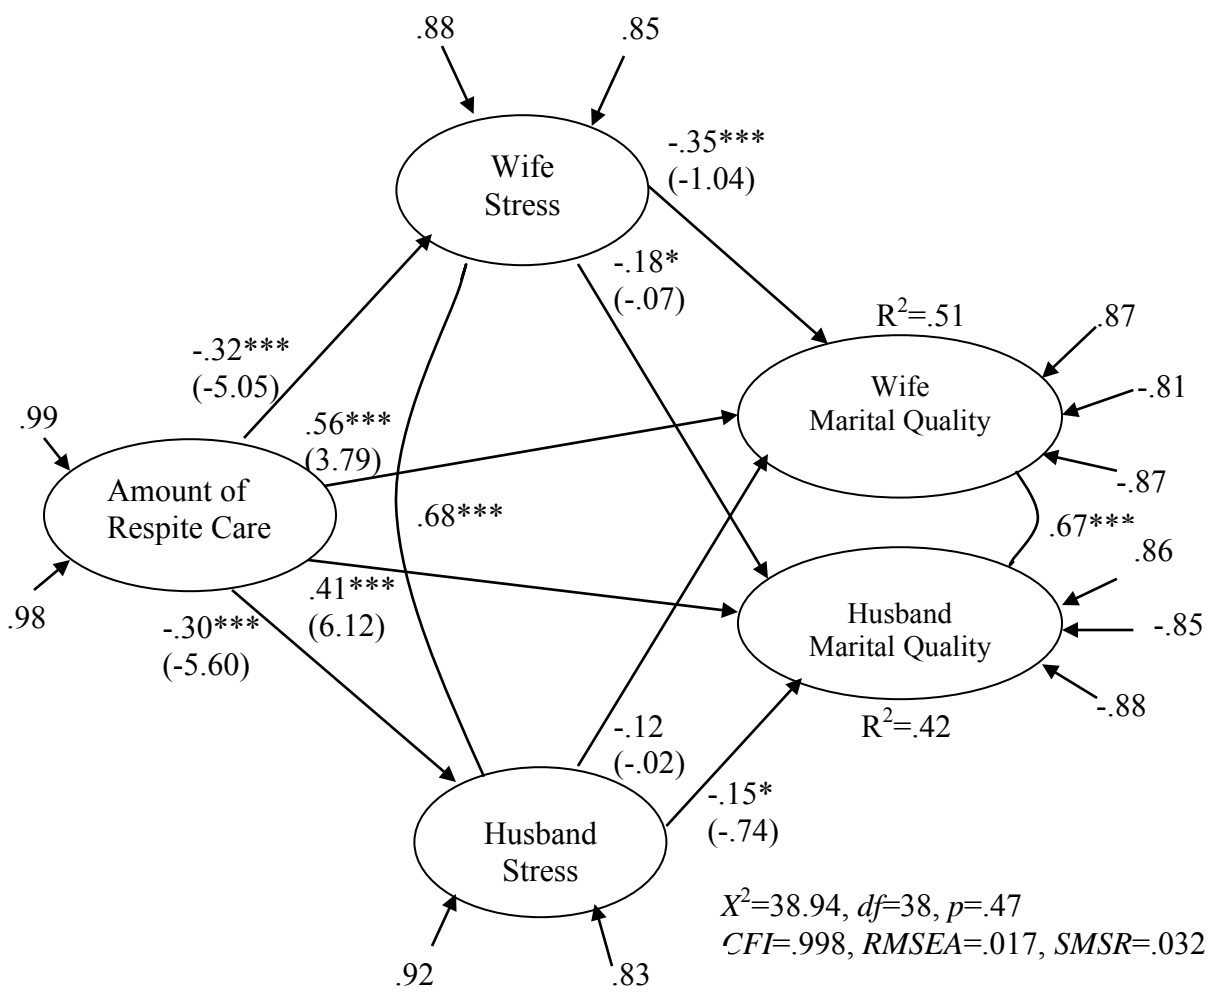 .88
.85
Wife
Stress
-.35***
(-1.04)
-.18*
(-.07)
R²=.51
.87
-.32***
(-5.05)
Wife
Marital Quality
-.81
.99
.56***
(3.79)
-.87
Amount of
Respite Care
.68***
.67***
.86
.98
.41***
(6.12)
-.30***
(-5.60)
Husband
Marital Quality
-.85
-.88
R²=.42
-.12
(-.02)
-.15*
(-.74)
Husband
Stress
X²=38.94, df=38, p=.47
CFI=.998, RMSEA=.017, SMSR=.032
.92
.83